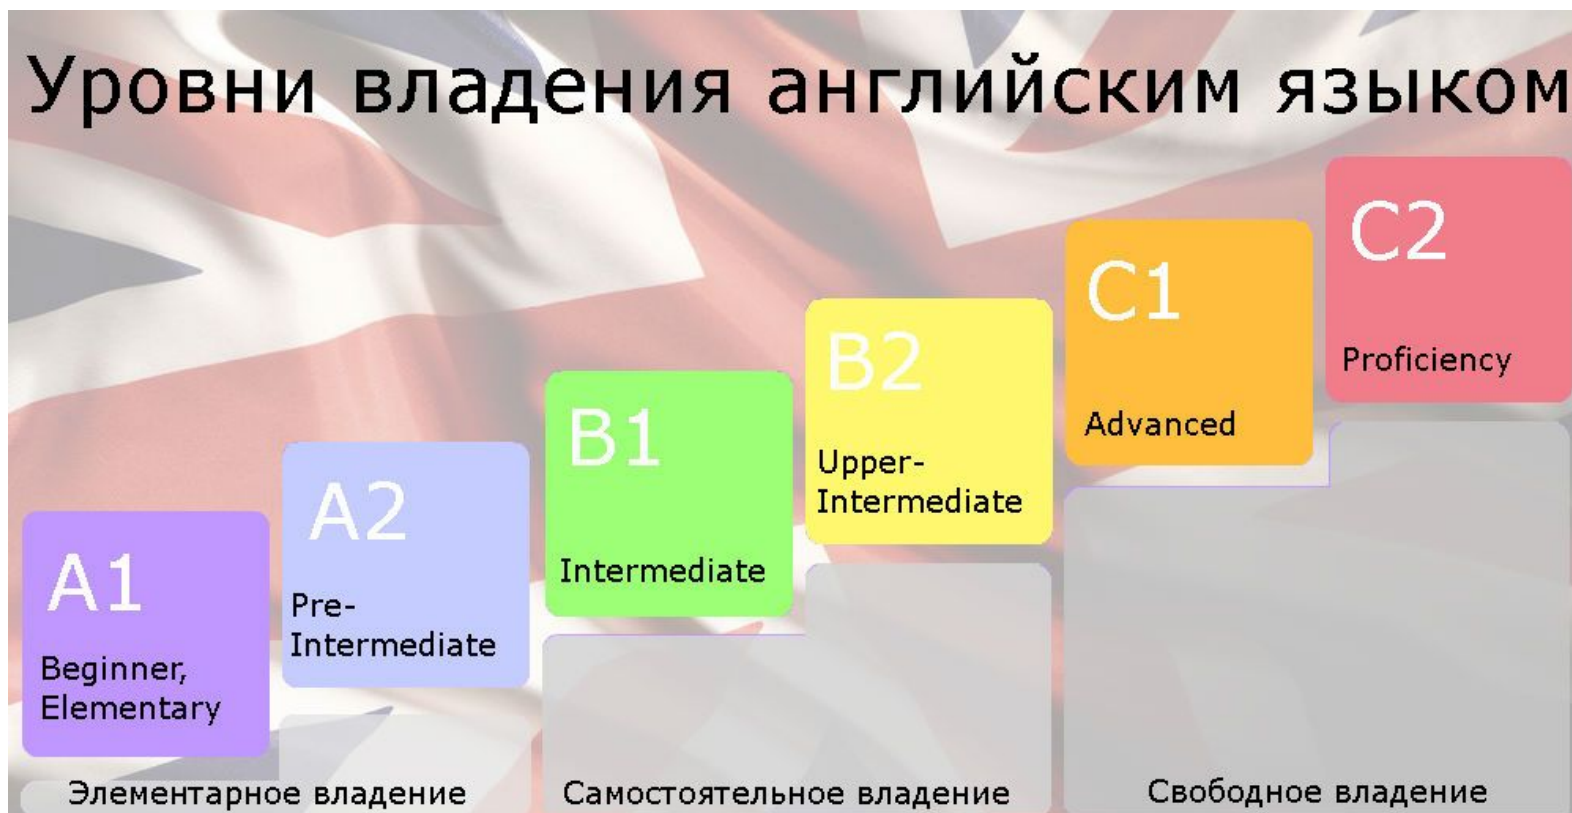 Уровни владения английским языком
A1
Beginner,
Elementary
A2
Pre-
Intermediate
B1
Intermediate
B2
Upper-
Intermediate
C1
Advanced
C2
Proficiency
Элементарное владение
Самостоятельное владение
Свободное владение